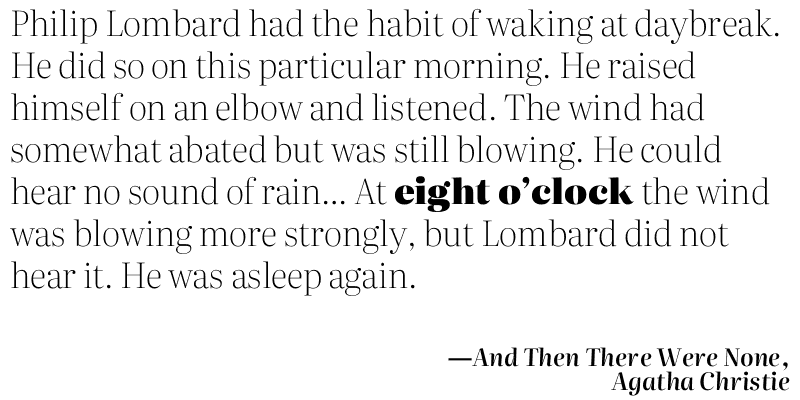 Philip Lombard had the habit of waking at daybreak.
He did so on this particular morning. He raised
himself on an elbow and listened. The wind had
somewhat abated but was still blowing. He could
hear no sound of rain... At eight o’clock the wind
was blowing more strongly, but Lombard did not
hear it. He was asleep again.
—And Then There Were None,
Agatha Christie